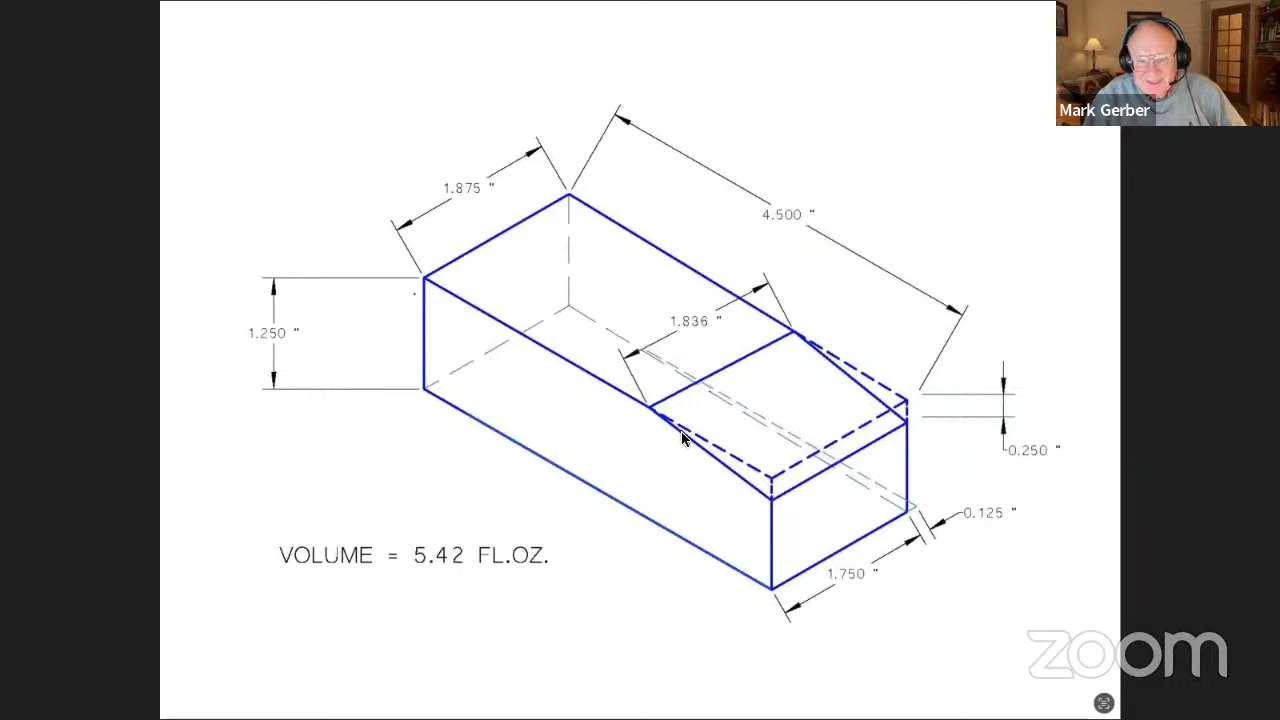 Mark Gerber
1.875 "
4.500 "
1.836 "
1.250 "
0.250 "
0.125 "
VOLUME = 5.42 FL.OZ.
1.750 "
zoom